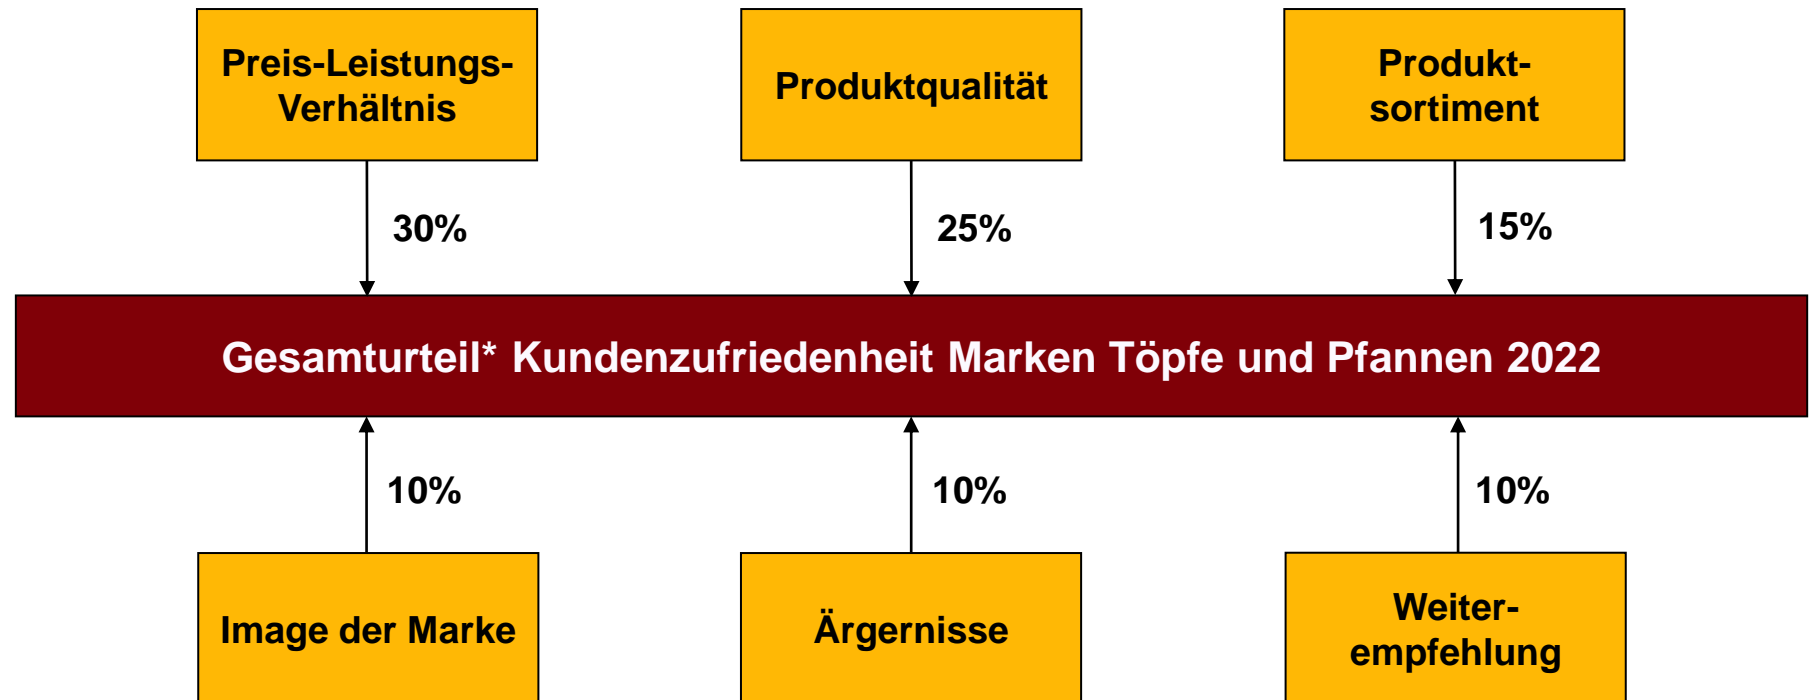 Preis-Leistungs-
Verhältnis
Produktqualität
Produkt-
sortiment
30%
25%
15%
Gesamturteil* Kundenzufriedenheit Marken Töpfe und Pfannen 2022
10%
10%
10%
Image der Marke
Ärgernisse
Weiter-
empfehlung